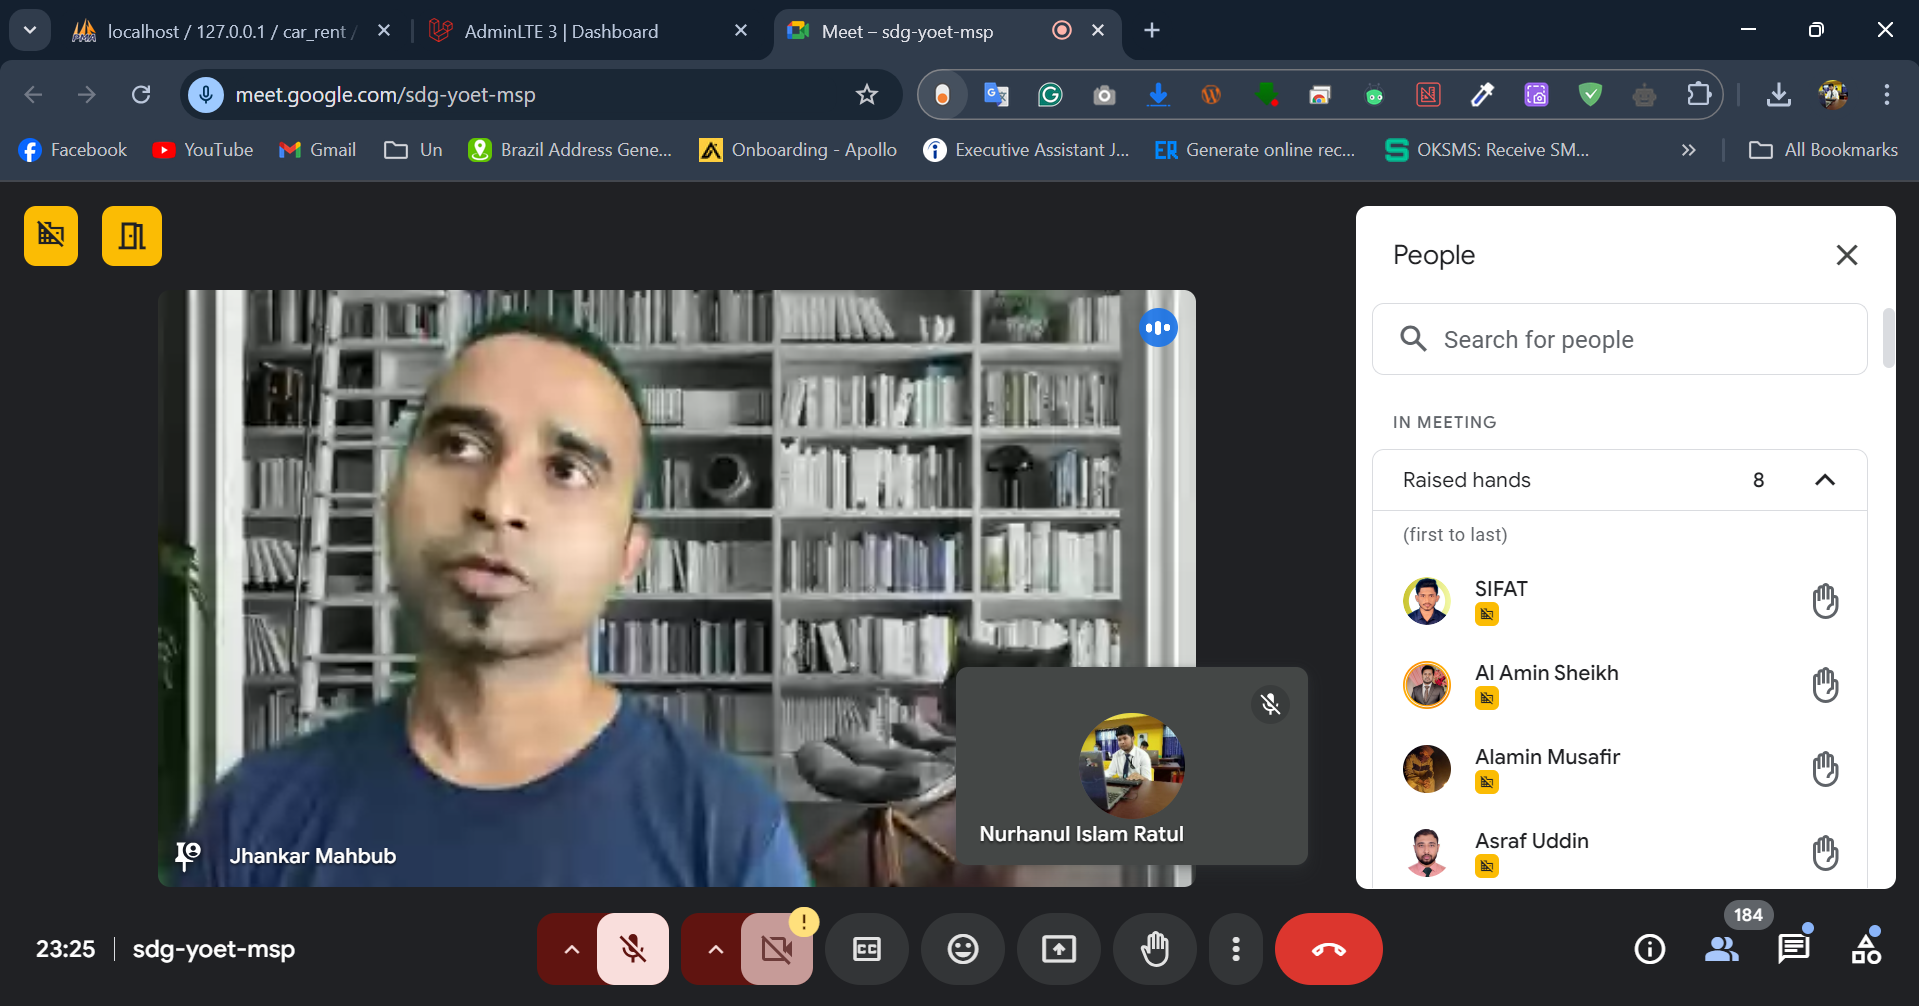 localhost / 127.0.0.1 / car_rent /
AdminLTE 3 | Dashboard
Meet – sdg-yoet-msp
meet.google.com/sdg-yoet-msp
Facebook
YouTube
Gmail
Un
Brazil Address Gene...
Onboarding - Apollo
Executive Assistant J...
ER Generate online rec...
OKSMS: Receive SM...
All Bookmarks
People
Search for people
IN MEETING
Raised hands 8
(first to last)
SIFAT
Al Amin Sheikh
Alamin Musafir
Asraf Uddin
Nurhanul Islam Ratul
Jhankar Mahbub
23:25 sdg-yoet-msp
CC
184